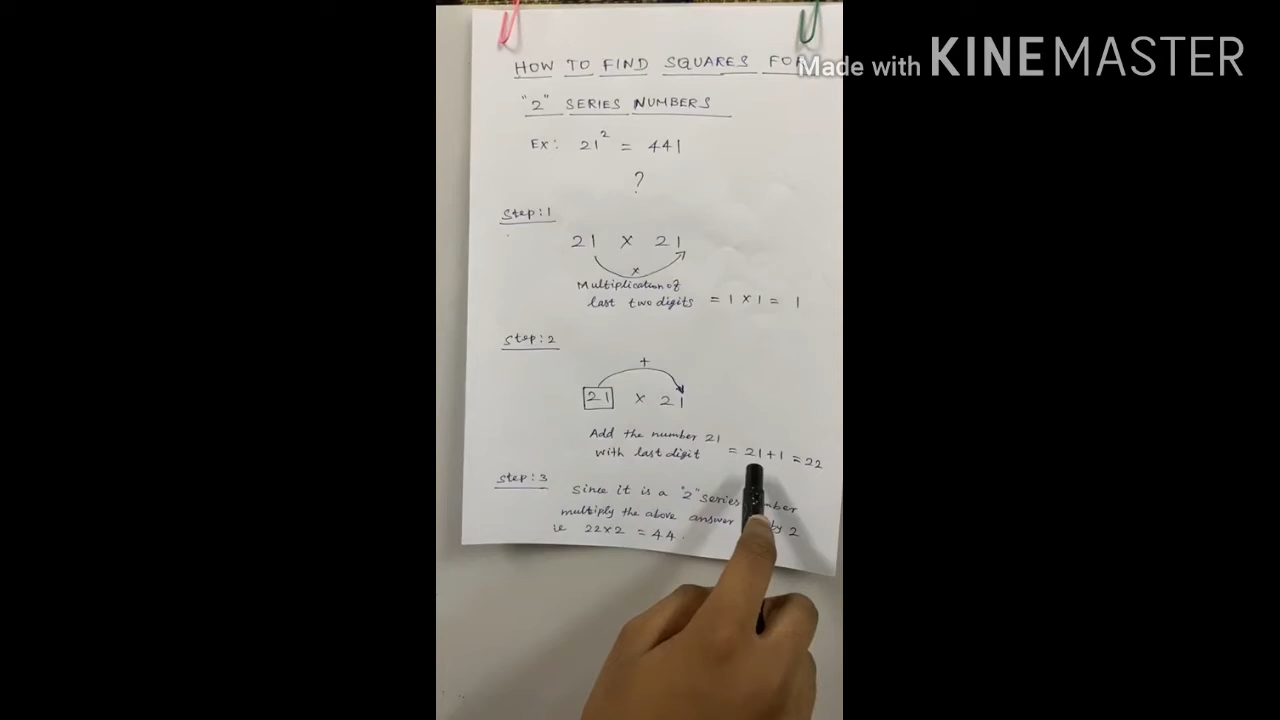 Made with KINEMASTER
HOW TO FIND SQUARES FOR
"2" SERIES NUMBERS
Ex: 21² = 441
?
Step:1
21 x 21
x
Multiplication of
last two digits = 1 x 1 = 1
Step:2
+
21 x 21
Add the number 21
with last digit = 21+1 = 22
Step:3 Since it is a "2" series
multiply the above answer by 2
ie 22x2 = 44.